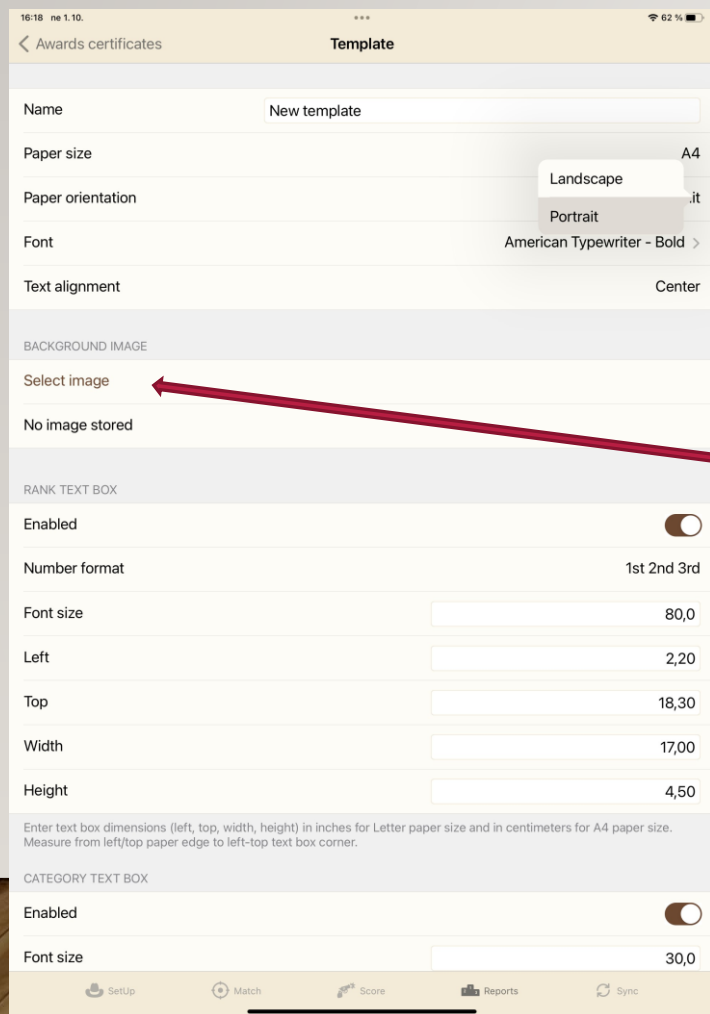 16:18 ne 1. 10.
62 %
Awards certificates
Template
Name
New template
Paper size
A4
Landscape
Paper orientation
.it
Portrait
Font
American Typewriter - Bold
Text alignment
Center
BACKGROUND IMAGE
Select image
No image stored
RANK TEXT BOX
Enabled
Number format
1st 2nd 3rd
Font size
80,0
Left
2,20
Top
18,30
Width
17,00
Height
4,50
Enter text box dimensions (left, top, width, height) in inches for Letter paper size and in centimeters for A4 paper size.
Measure from left/top paper edge to left-top text box corner.
CATEGORY TEXT BOX
Enabled
Font size
30,0
SetUp
Match
Score
Reports
Sync